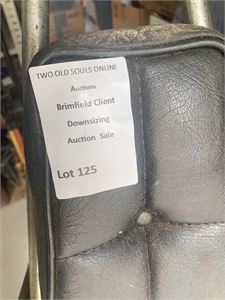 TWO OLD SOULS ONLINE
Auctions
Brimfield Client
Downsizing
Auction Sale
Lot 125